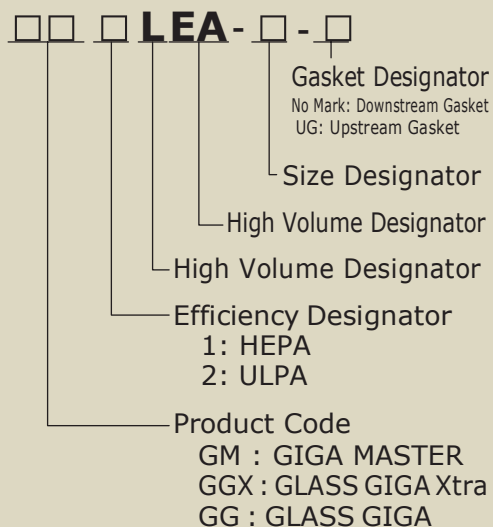 □□ □LEA-□-□
Gasket Designator
No Mark: Downstream Gasket
UG: Upstream Gasket
Size Designator
High Volume Designator
High Volume Designator
Efficiency Designator
1: HEPA
2: ULPA
Product Code
GM : GIGA MASTER
GGX : GLASS GIGA Xtra
GG : GLASS GIGA